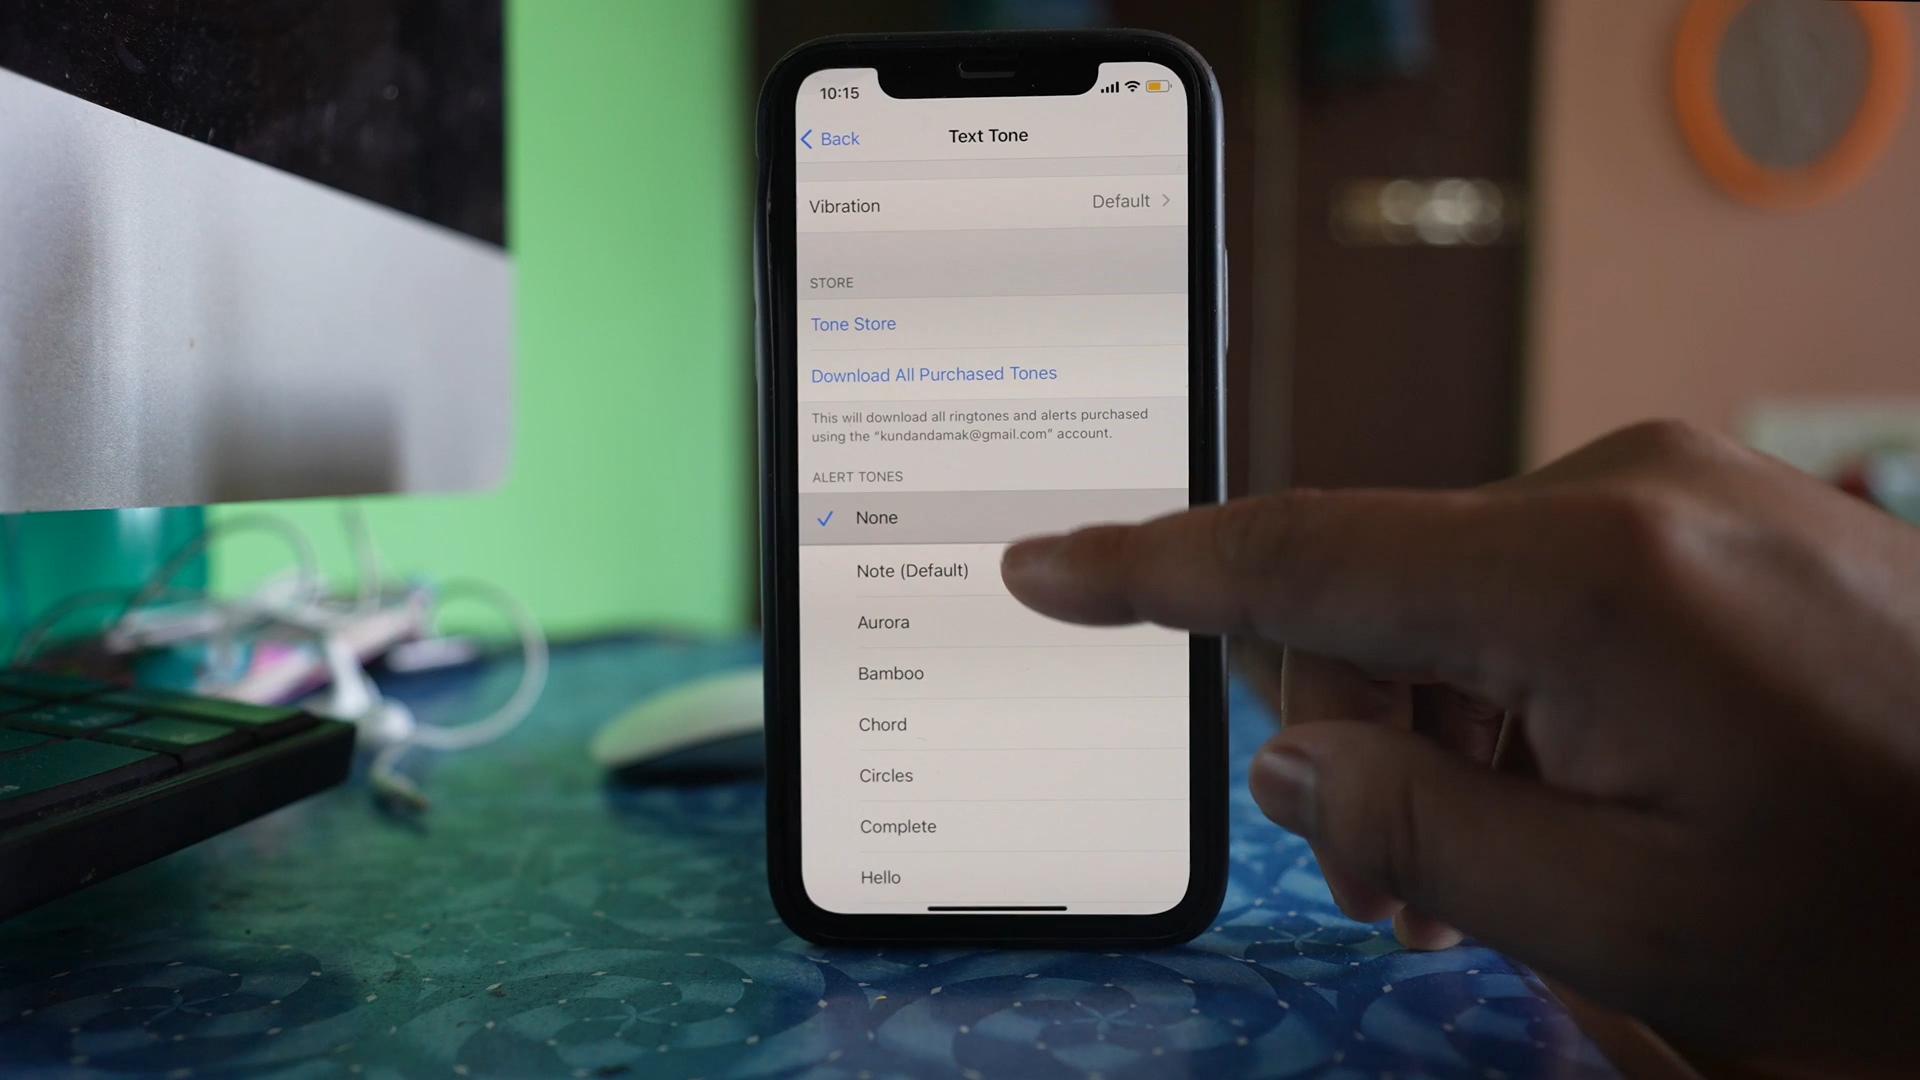 10:15
Back
Text Tone
Vibration
Default
STORE
Tone Store
Download All Purchased Tones
This will download all ringtones and alerts purchased
using the “kundandamak@gmail.com” account.
ALERT TONES
None
Note (Default)
Aurora
Bamboo
Chord
Circles
Complete
Hello